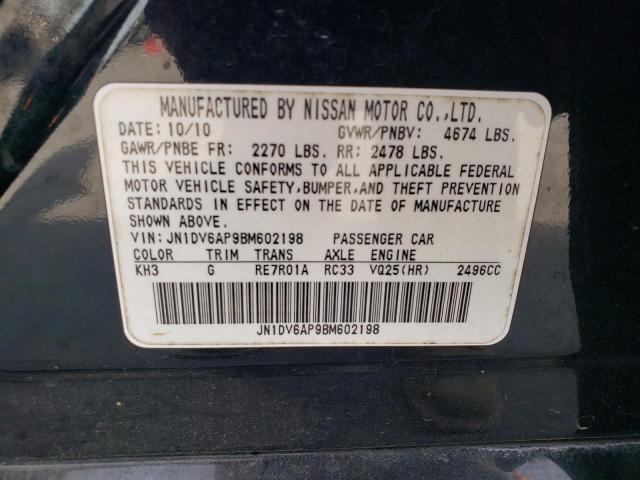 MANUFACTURED BY NISSAN MOTOR CO.,LTD.
DATE: 10/10 GVWR/PNBV: 4674 LBS.
GAWR/PNBE FR: 2270 LBS. RR: 2478 LBS.
THIS VEHICLE CONFORMS TO ALL APPLICABLE FEDERAL
MOTOR VEHICLE SAFETY,BUMPER,AND THEFT PREVENTION
STANDARDS IN EFFECT ON THE DATE OF MANUFACTURE
SHOWN ABOVE.
VIN:JN1DV6AP9BM602198 PASSENGER CAR
COLOR TRIM TRANS AXLE ENGINE
KH3 G RE7R01A RC33 VQ25(HR) 2496CC
JN1DV6AP9BM602198